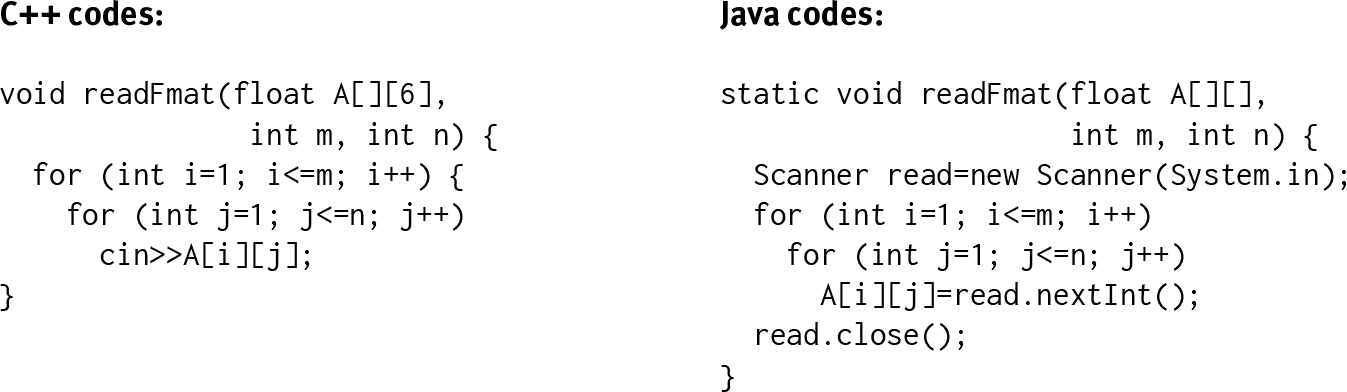 C++ codes:
void readFmat(float A[][6],
int m, int n) {
for (int i=1; i<=m; i++) {
for (int j=1; j<=n; j++)
cin>>A[i][j];
}
Java codes:
static void readFmat(float A[][],
int m, int n) {
Scanner read=new Scanner(System.in);
for (int i=1; i<=m; i++)
for (int j=1; j<=n; j++)
A[i][j]=read.nextInt();
read.close();
}